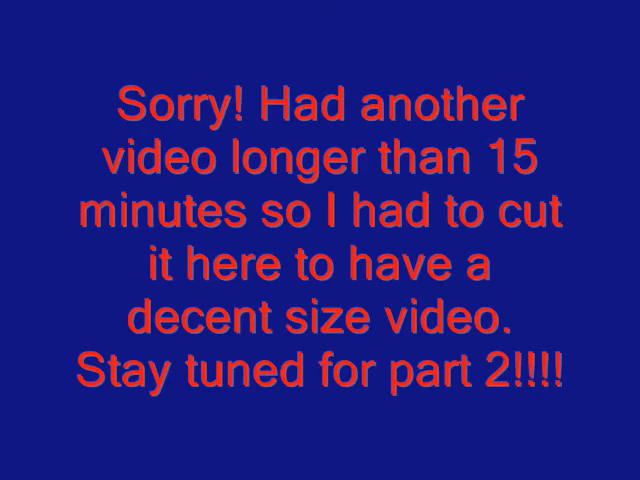 Sorry! Had another
video longer than 15
minutes so I had to cut
it here to have a
decent size video.
Stay tuned for part 2!!!!